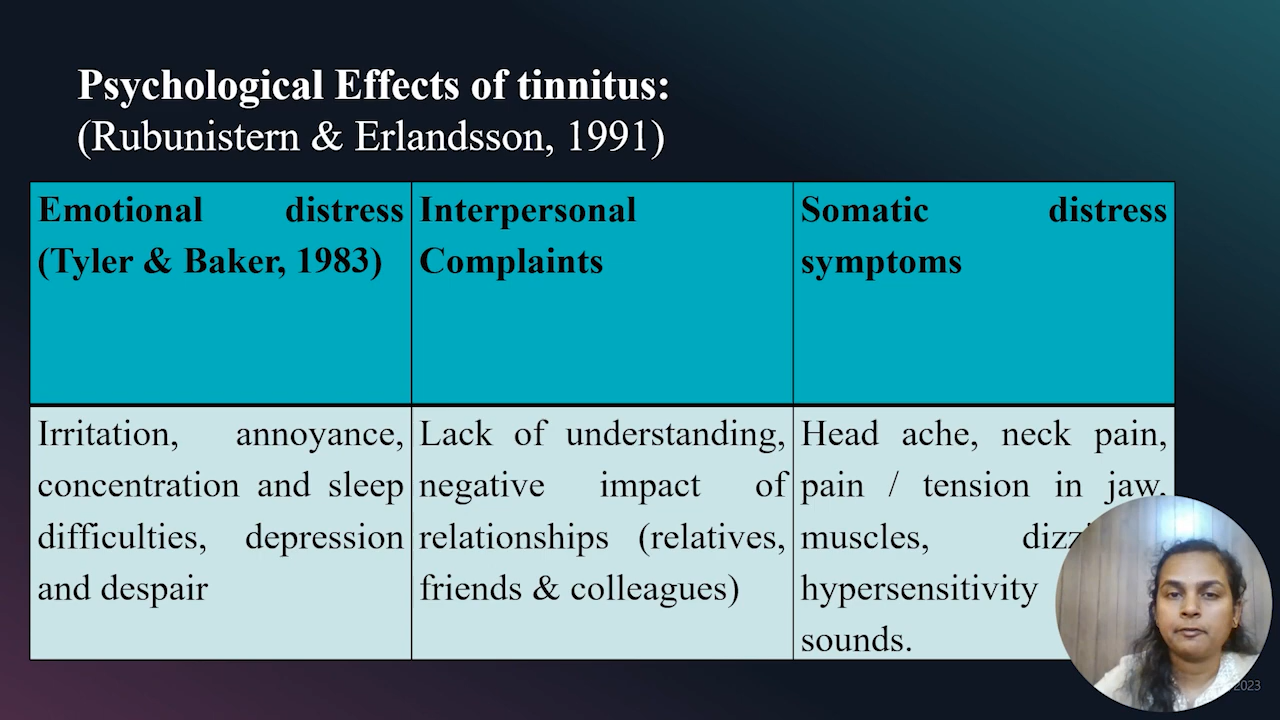 Psychological Effects of tinnitus:
(Rubunistern & Erlandsson, 1991)
Emotional distress
(Tyler & Baker, 1983)
Interpersonal
Complaints
Somatic distress
symptoms
Irritation, annoyance,
concentration and sleep
difficulties, depression
and despair
Lack of understanding,
negative impact of
relationships (relatives,
friends & colleagues)
Head ache, neck pain,
pain / tension in jaw,
muscles,
hypersensitivity
sounds.
2023